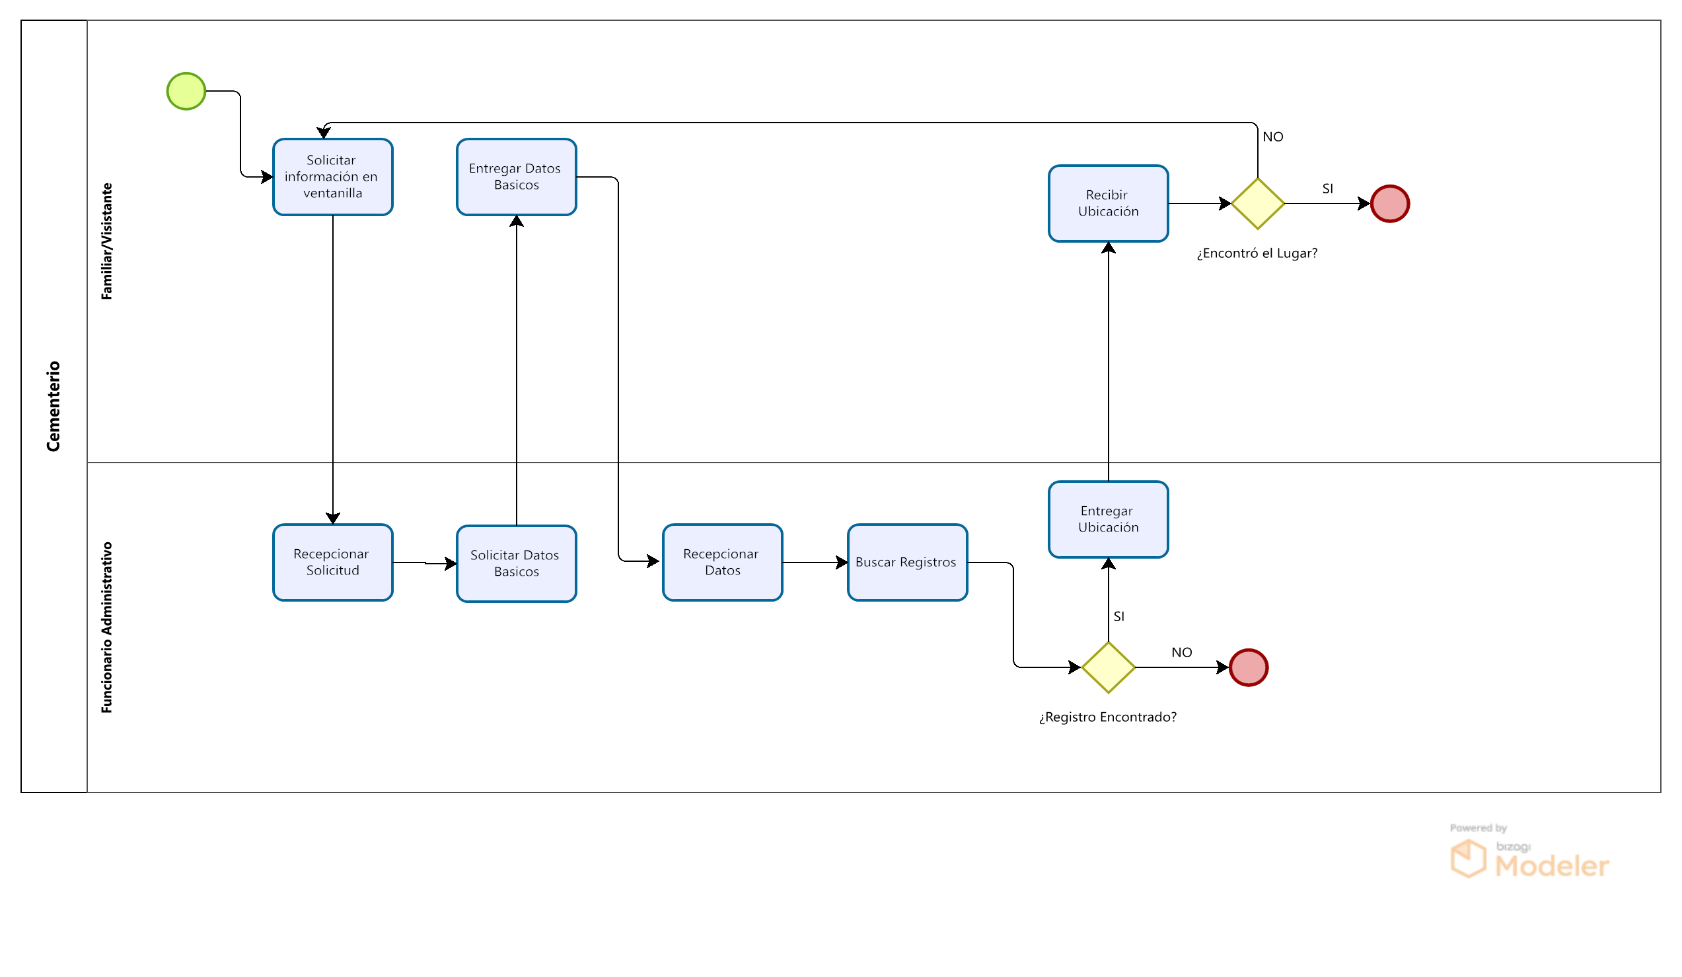 Cementerio
Familiar/Visistante
Solicitar
información en
ventanilla
Entregar Datos
Basicos
Recibir
Ubicación
NO
SI
¿Encontró el Lugar?
Funcionario Administrativo
Recepcionar
Solicitud
Solicitar Datos
Basicos
Recepcionar
Datos
Buscar Registros
Entregar
Ubicación
SI
NO
¿Registro Encontrado?
Powered by
bizagi
Modeler